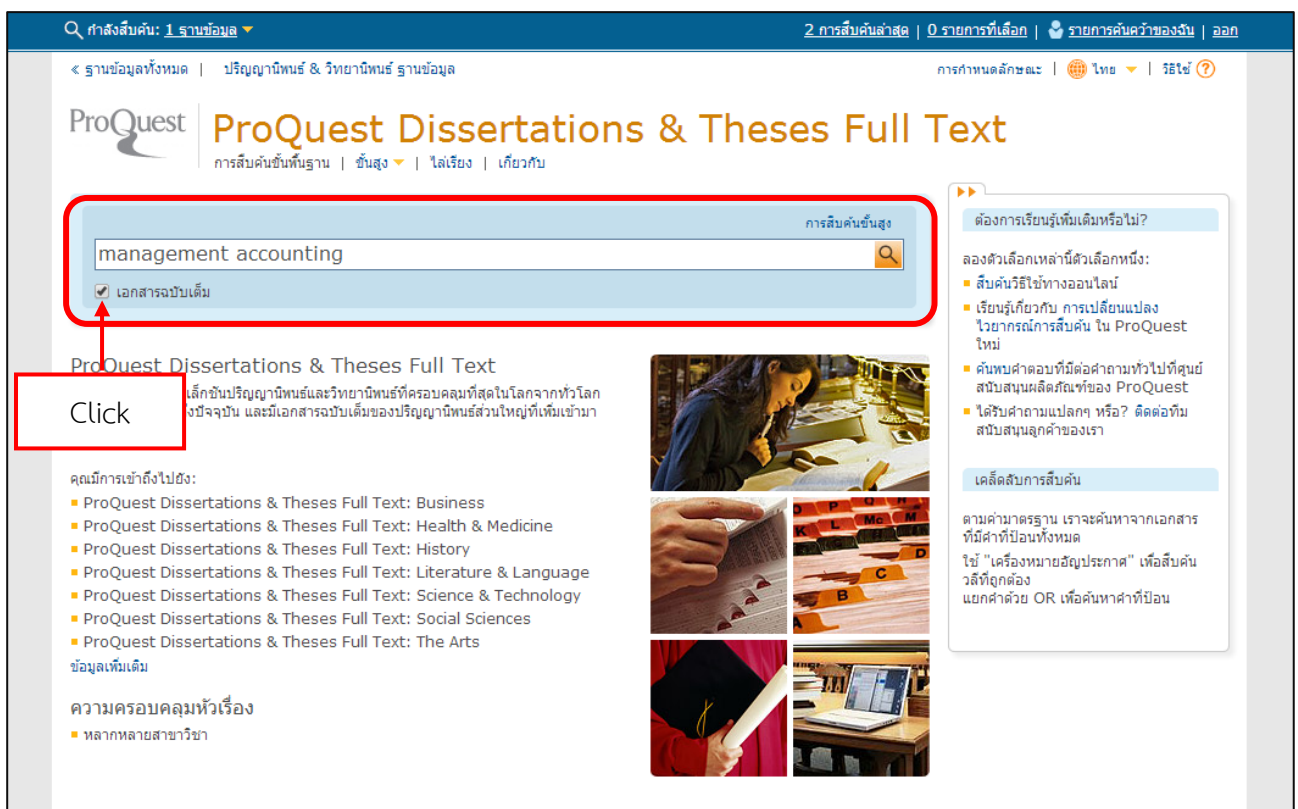 กำลังสืบค้น: 1 ฐานข้อมูล
2 การสืบค้นล่าสุด | 0 รายการที่เลือก | รายการค้นคว้าของฉัน | ออก
« ฐานข้อมูลทั้งหมด | ปริญญานิพนธ์ & วิทยานิพนธ์ ฐานข้อมูล
การกำหนดลักษณะ | ไทย | วิธีใช้ ?
ProQuest
ProQuest Dissertations & Theses Full Text
การสืบค้นขั้นพื้นฐาน | ขั้นสูง | ไล่เรียง | เกี่ยวกับ
การสืบค้นขั้นสูง
management accounting
เอกสารฉบับเต็ม
Click
ProQuest Dissertations & Theses Full Text
เล็กชันปริญญานิพนธ์และวิทยานิพนธ์ที่ครอบคลุมที่สุดในโลกจากทั่วโลก
ปัจจุบัน และมีเอกสารฉบับเต็มของปริญญานิพนธ์ส่วนใหญ่ที่เพิ่มเข้ามา
คุณมีการเข้าถึงไปยัง:
ProQuest Dissertations & Theses Full Text: Business
ProQuest Dissertations & Theses Full Text: Health & Medicine
ProQuest Dissertations & Theses Full Text: History
ProQuest Dissertations & Theses Full Text: Literature & Language
ProQuest Dissertations & Theses Full Text: Science & Technology
ProQuest Dissertations & Theses Full Text: Social Sciences
ProQuest Dissertations & Theses Full Text: The Arts
ข้อมูลเพิ่มเติม
ความครอบคลุมหัวเรื่อง
หลากหลายสาขาวิชา
ต้องการเรียนรู้เพิ่มเติมหรือไม่?
ลองตัวเลือกเหล่านี้ตัวเลือกหนึ่ง:
สืบค้นวิธีใช้ทางออนไลน์
เรียนรู้เกี่ยวกับ การเปลี่ยนแปลง
ไวยากรณ์การสืบค้น ใน ProQuest
ใหม่
ค้นพบคำตอบที่มีต่อคำถามทั่วไปที่ศูนย์
สนับสนุนผลิตภัณฑ์ของ ProQuest
ได้รับคำถามแปลกๆ หรือ? ติดต่อทีม
สนับสนุนลูกค้าของเรา
เคล็ดลับการสืบค้น
ตามค่ามาตรฐาน เราจะค้นหาจากเอกสาร
ที่มีคำที่ป้อนทั้งหมด
ใช้ "เครื่องหมายอัญประกาศ" เพื่อสืบค้น
วลีที่ถูกต้อง
แยกคำด้วย OR เพื่อค้นหาคำที่ป้อน